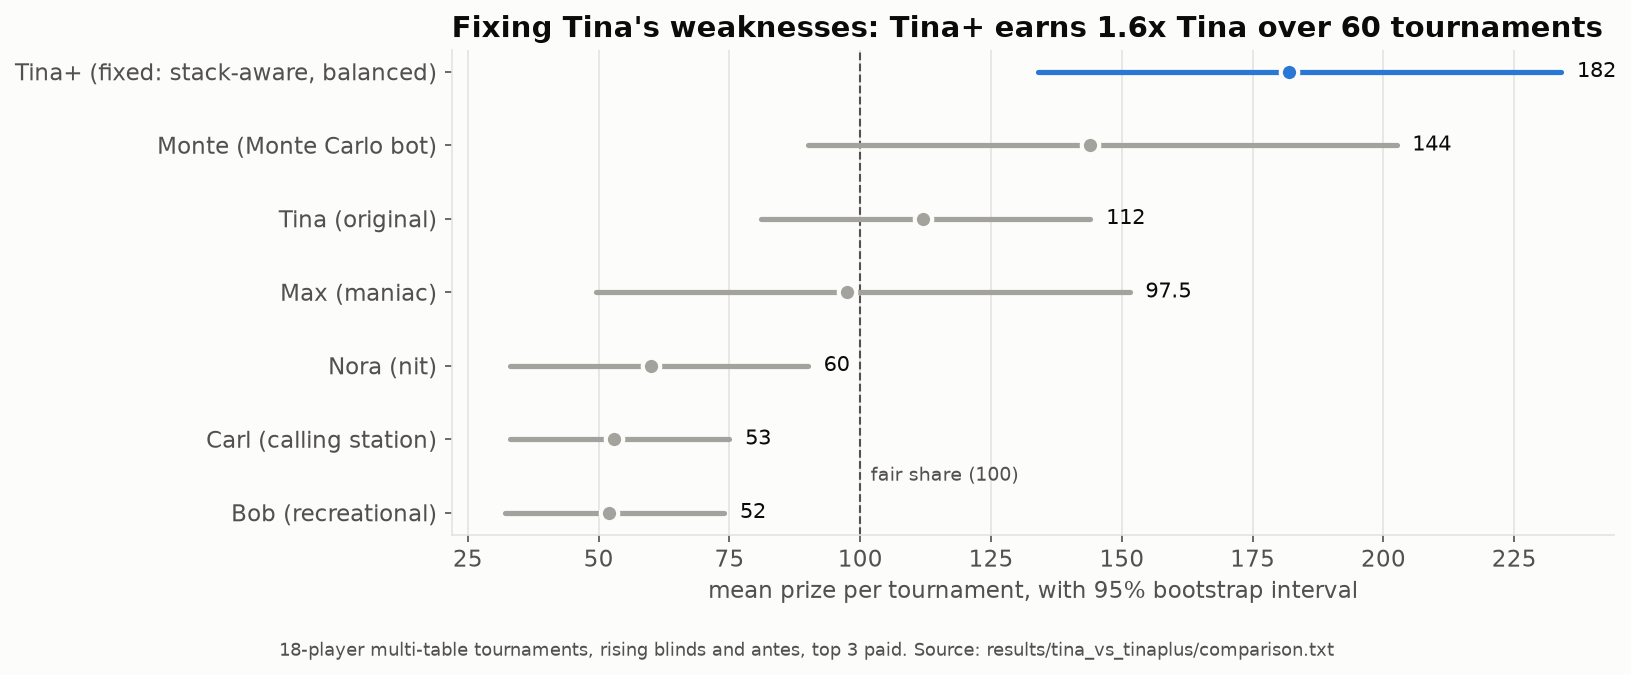 Fixing Tina's weaknesses: Tina+ earns 1.6x Tina over 60 tournaments
Tina+ (fixed: stack-aware, balanced)
182
Monte (Monte Carlo bot)
144
Tina (original)
112
Max (maniac)
97.5
Nora (nit)
60
Carl (calling station)
53
fair share (100)
Bob (recreational)
52
25 50 75 100 125 150 175 200 225
mean prize per tournament, with 95% bootstrap interval
18-player multi-table tournaments, rising blinds and antes, top 3 paid. Source: results/tina_vs_tinaplus/comparison.txt